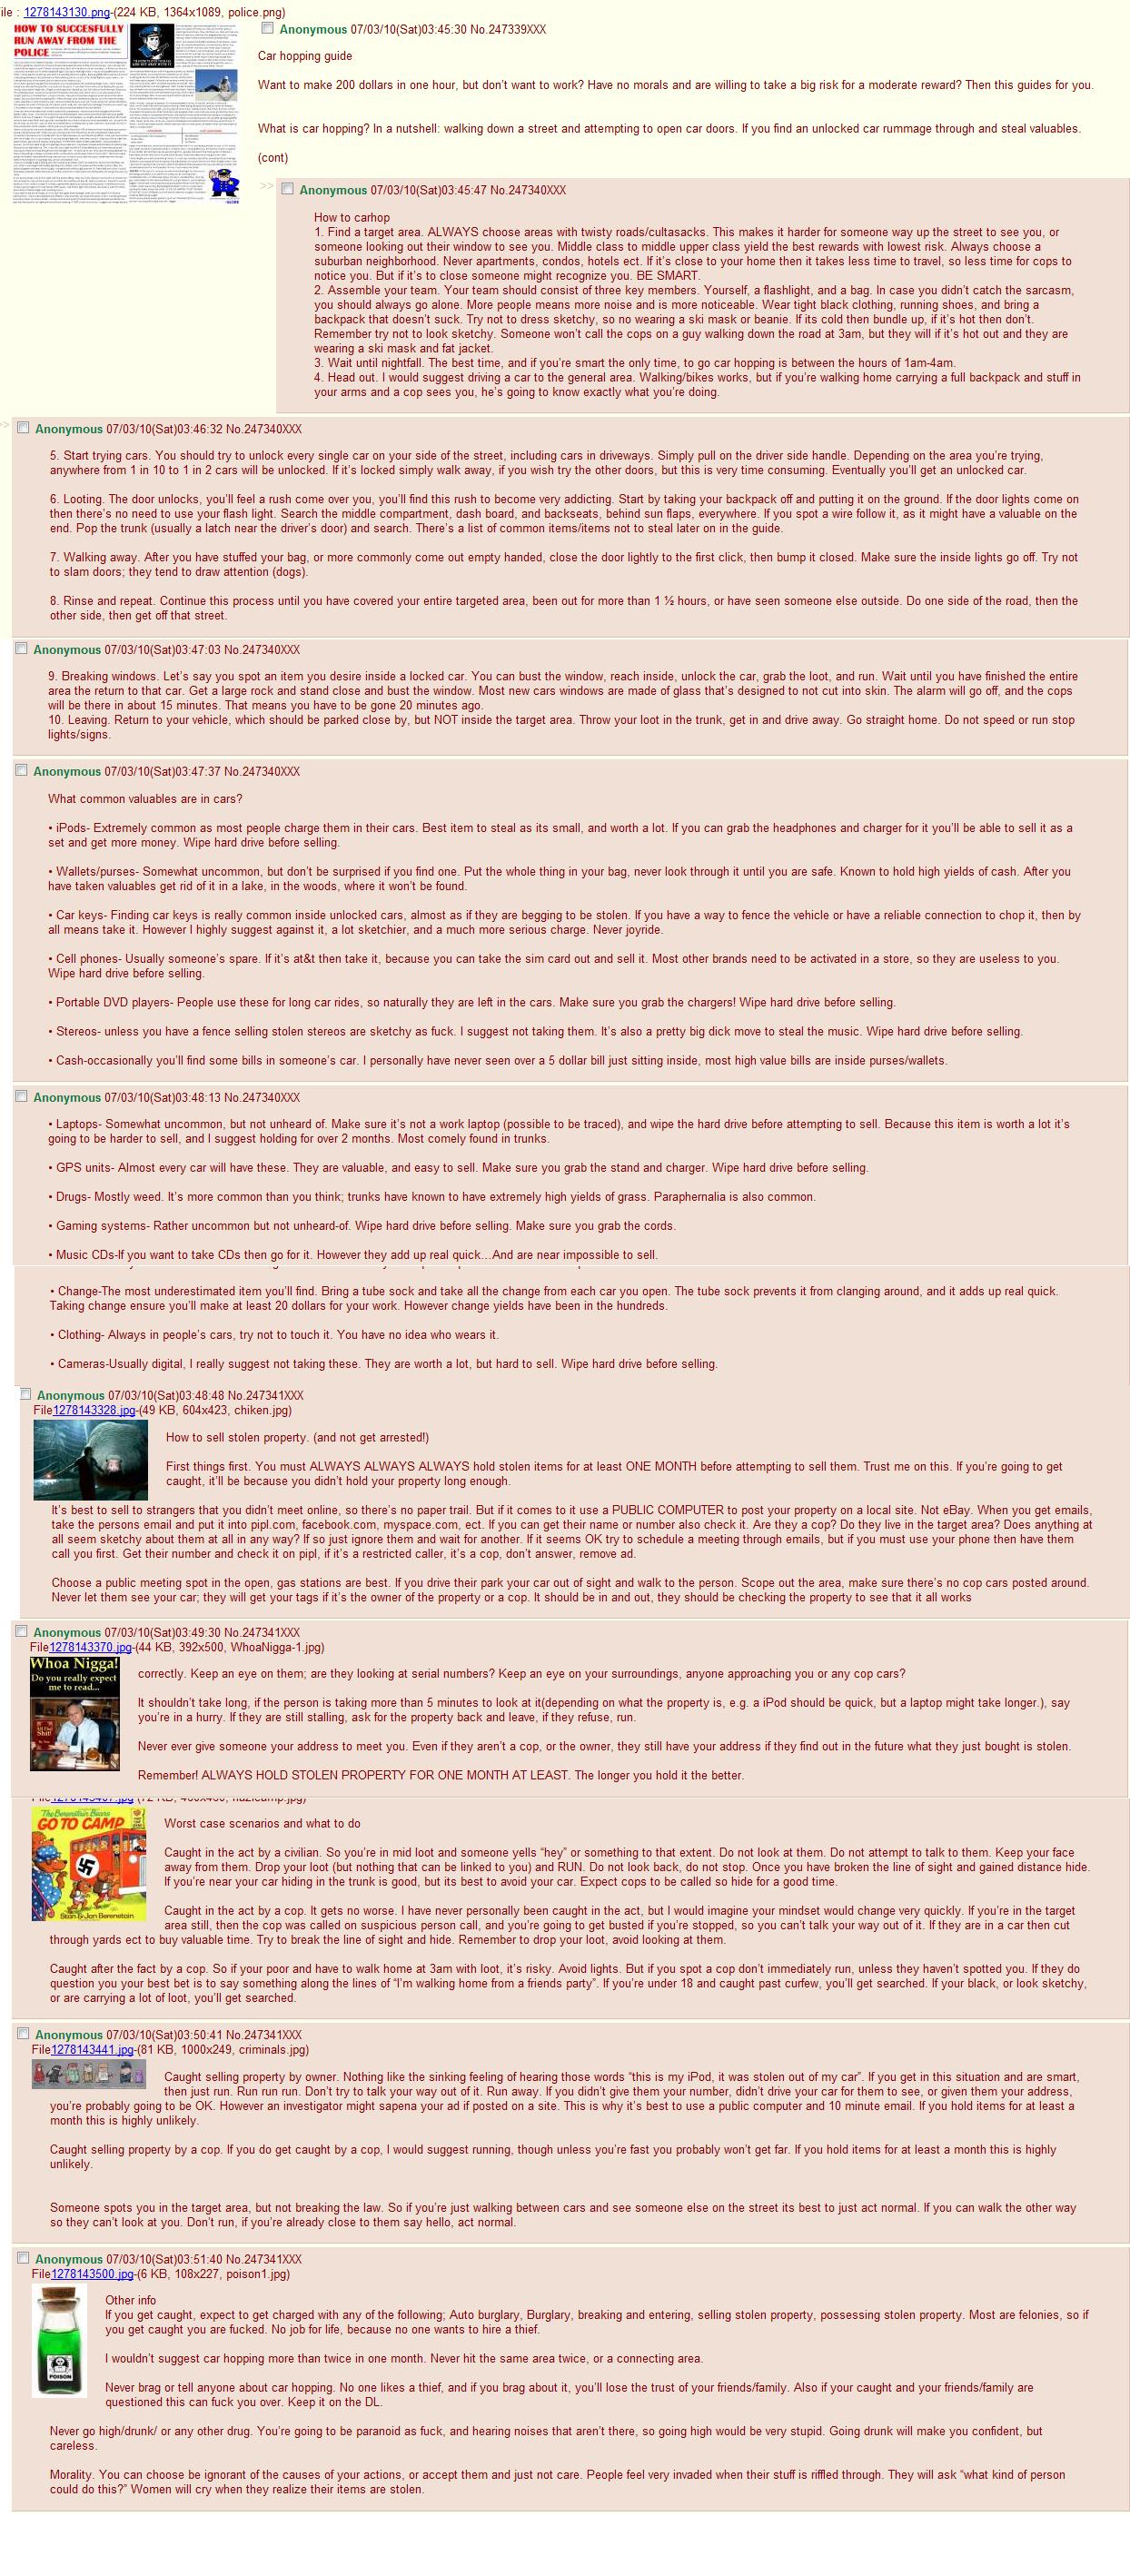 ile : 1278143130.png-(224 KB, 1364x1089, police.png)
HOW TO SUCCESFULLY
RUN AWAY FROM THE
POLICE
Anonymous 07/03/10(Sat)03:45:30 No.247339XXX
Car hopping guide
Want to make 200 dollars in one hour, but don't want to work? Have no morals and are willing to take a big risk for a moderate reward? Then this guides for you.
What is car hopping? In a nutshell: walking down a street and attempting to open car doors. If you find an unlocked car rummage through and steal valuables.
(cont)
>> Anonymous 07/03/10(Sat)03:45:47 No.247340XXX
How to carhop
1. Find a target area. ALWAYS choose areas with twisty roads/cultasacks. This makes it harder for someone way up the street to see you, or
someone looking out their window to see you. Middle class to middle upper class yield the best rewards with lowest risk. Always choose a
suburban neighborhood. Never apartments, condos, hotels ect. If it's close to your home then it takes less time to travel, so less time for cops to
notice you. But if it's to close someone might recognize you. BE SMART.
2. Assemble your team. Your team should consist of three key members. Yourself, a flashlight, and a bag. In case you didn't catch the sarcasm,
you should always go alone. More people means more noise and is more noticeable. Wear tight black clothing, running shoes, and bring a
backpack that doesn't suck. Try not to dress sketchy, so no wearing a ski mask or beanie. If its cold then bundle up, if it's hot then don't.
Remember try not to look sketchy. Someone won't call the cops on a guy walking down the road at 3am, but they will if it's hot out and they are
wearing a ski mask and fat jacket.
3. Wait until nightfall. The best time, and if you're smart the only time, to go car hopping is between the hours of 1am-4am.
4. Head out. I would suggest driving a car to the general area. Walking/bikes works, but if you're walking home carrying a full backpack and stuff in
your arms and a cop sees you, he's going to know exactly what you're doing.
>> Anonymous 07/03/10(Sat)03:46:32 No.247340XXX
5. Start trying cars. You should try to unlock every single car on your side of the street, including cars in driveways. Simply pull on the driver side handle. Depending on the area you're trying,
anywhere from 1 in 10 to 1 in 2 cars will be unlocked. If it's locked simply walk away, if you wish try the other doors, but this is very time consuming. Eventually you'll get an unlocked car.
6. Looting. The door unlocks, you'll feel a rush come over you, you'll find this rush to become very addicting. Start by taking your backpack off and putting it on the ground. If the door lights come on
then there's no need to use your flash light. Search the middle compartment, dash board, and backseats, behind sun flaps, everywhere. If you spot a wire follow it, as it might have a valuable on the
end. Pop the trunk (usually a latch near the driver's door) and search. There's a list of common items/items not to steal later on in the guide.
7. Walking away. After you have stuffed your bag, or more commonly come out empty handed, close the door lightly to the first click, then bump it closed. Make sure the inside lights go off. Try not
to slam doors; they tend to draw attention (dogs).
8. Rinse and repeat. Continue this process until you have covered your entire targeted area, been out for more than 1 ½ hours, or have seen someone else outside. Do one side of the road, then the
other side, then get off that street.
Anonymous 07/03/10(Sat)03:47:03 No.247340XXX
9. Breaking windows. Let's say you spot an item you desire inside a locked car. You can bust the window, reach inside, unlock the car, grab the loot, and run. Wait until you have finished the entire
area the return to that car. Get a large rock and stand close and bust the window. Most new cars windows are made of glass that's designed to not cut into skin. The alarm will go off, and the cops
will be there in about 15 minutes. That means you have to be gone 20 minutes ago.
10. Leaving. Return to your vehicle, which should be parked close by, but NOT inside the target area. Throw your loot in the trunk, get in and drive away. Go straight home. Do not speed or run stop
lights/signs.
Anonymous 07/03/10(Sat)03:47:37 No.247340XXX
What common valuables are in cars?
• iPods- Extremely common as most people charge them in their cars. Best item to steal as its small, and worth a lot. If you can grab the headphones and charger for it you'll be able to sell it as a
set and get more money. Wipe hard drive before selling.
• Wallets/purses- Somewhat uncommon, but don't be surprised if you find one. Put the whole thing in your bag, never look through it until you are safe. Known to hold high yields of cash. After you
have taken valuables get rid of it in a lake, in the woods, where it won't be found.
• Car keys- Finding car keys is really common inside unlocked cars, almost as if they are begging to be stolen. If you have a way to fence the vehicle or have a reliable connection to chop it, then by
all means take it. However I highly suggest against it, a lot sketchier, and a much more serious charge. Never joyride.
• Cell phones- Usually someone's spare. If it's at&t then take it, because you can take the sim card out and sell it. Most other brands need to be activated in a store, so they are useless to you.
Wipe hard drive before selling.
• Portable DVD players- People use these for long car rides, so naturally they are left in the cars. Make sure you grab the chargers! Wipe hard drive before selling.
• Stereos- unless you have a fence selling stolen stereos are sketchy as fuck. I suggest not taking them. It's also a pretty big dick move to steal the music. Wipe hard drive before selling.
• Cash-occasionally you'll find some bills in someone's car. I personally have never seen over a 5 dollar bill just sitting inside, most high value bills are inside purses/wallets.
Anonymous 07/03/10(Sat)03:48:13 No.247340XXX
• Laptops- Somewhat uncommon, but not unheard of. Make sure it's not a work laptop (possible to be traced), and wipe the hard drive before attempting to sell. Because this item is worth a lot it's
going to be harder to sell, and I suggest holding for over 2 months. Most comely found in trunks.
• GPS units- Almost every car will have these. They are valuable, and easy to sell. Make sure you grab the stand and charger. Wipe hard drive before selling.
• Drugs- Mostly weed. It's more common than you think; trunks have known to have extremely high yields of grass. Paraphernalia is also common.
• Gaming systems- Rather uncommon but not unheard-of. Wipe hard drive before selling. Make sure you grab the cords.
• Music CDs-If you want to take CDs then go for it. However they add up real quick...And are near impossible to sell.
• Change-The most underestimated item you'll find. Bring a tube sock and take all the change from each car you open. The tube sock prevents it from clanging around, and it adds up real quick.
Taking change ensure you'll make at least 20 dollars for your work. However change yields have been in the hundreds.
• Clothing- Always in people's cars, try not to touch it. You have no idea who wears it.
• Cameras-Usually digital, I really suggest not taking these. They are worth a lot, but hard to sell. Wipe hard drive before selling.
Anonymous 07/03/10(Sat)03:48:48 No.247341XXX
File1278143328.jpg-(49 KB, 604x423, chiken.jpg)
How to sell stolen property. (and not get arrested!)
First things first. You must ALWAYS ALWAYS ALWAYS hold stolen items for at least ONE MONTH before attempting to sell them. Trust me on this. If you're going to get
caught, it'll be because you didn't hold your property long enough.
It's best to sell to strangers that you didn't meet online, so there's no paper trail. But if it comes to it use a PUBLIC COMPUTER to post your property on a local site. Not eBay. When you get emails,
take the persons email and put it into pipl.com, facebook.com, myspace.com, ect. If you can get their name or number also check it. Are they a cop? Do they live in the target area? Does anything at
all seem sketchy about them at all in any way? If so just ignore them and wait for another. If it seems OK try to schedule a meeting through emails, but if you must use your phone then have them
call you first. Get their number and check it on pipl, if it's a restricted caller, it's a cop, don't answer, remove ad.
Choose a public meeting spot in the open, gas stations are best. If you drive their park your car out of sight and walk to the person. Scope out the area, make sure there's no cop cars posted around.
Never let them see your car; they will get your tags if it's the owner of the property or a cop. It should be in and out, they should be checking the property to see that it all works
Anonymous 07/03/10(Sat)03:49:30 No.247341XXX
File1278143370.jpg-(44 KB, 392x500, WhoaNigga-1.jpg)
Whoa Nigga!
Do you really expect
me to read...
correctly. Keep an eye on them; are they looking at serial numbers? Keep an eye on your surroundings, anyone approaching you or any cop cars?
It shouldn't take long, if the person is taking more than 5 minutes to look at it(depending on what the property is, e.g. a iPod should be quick, but a laptop might take longer.), say
you're in a hurry. If they are still stalling, ask for the property back and leave, if they refuse, run.
Never ever give someone your address to meet you. Even if they aren't a cop, or the owner, they still have your address if they find out in the future what they just bought is stolen.
Remember! ALWAYS HOLD STOLEN PROPERTY FOR ONE MONTH AT LEAST. The longer you hold it the better.
The Berenstain Bears
GO TO CAMP
Stan & Jan Berenstain
Worst case scenarios and what to do
Caught in the act by a civilian. So you're in mid loot and someone yells "hey" or something to that extent. Do not look at them. Do not attempt to talk to them. Keep your face
away from them. Drop your loot (but nothing that can be linked to you) and RUN. Do not look back, do not stop. Once you have broken the line of sight and gained distance hide.
If you're near your car hiding in the trunk is good, but its best to avoid your car. Expect cops to be called so hide for a good time.
Caught in the act by a cop. It gets no worse. I have never personally been caught in the act, but I would imagine your mindset would change very quickly. If you're in the target
area still, then the cop was called on suspicious person call, and you're going to get busted if you're stopped, so you can't talk your way out of it. If they are in a car then cut
through yards ect to buy valuable time. Try to break the line of sight and hide. Remember to drop your loot, avoid looking at them.
Caught after the fact by a cop. So if your poor and have to walk home at 3am with loot, it's risky. Avoid lights. But if you spot a cop don't immediately run, unless they haven't spotted you. If they do
question you your best bet is to say something along the lines of "I'm walking home from a friends party". If you're under 18 and caught past curfew, you'll get searched. If your black, or look sketchy,
or are carrying a lot of loot, you'll get searched.
Anonymous 07/03/10(Sat)03:50:41 No.247341XXX
File1278143441.jpg-(81 KB, 1000x249, criminals.jpg)
Caught selling property by owner. Nothing like the sinking feeling of hearing those words "this is my iPod, it was stolen out of my car". If you get in this situation and are smart,
then just run. Run run run. Don't try to talk your way out of it. Run away. If you didn't give them your number, didn't drive your car for them to see, or given them your address,
you're probably going to be OK. However an investigator might sapena your ad if posted on a site. This is why it's best to use a public computer and 10 minute email. If you hold items for at least a
month this is highly unlikely.
Caught selling property by a cop. If you do get caught by a cop, I would suggest running, though unless you're fast you probably won't get far. If you hold items for at least a month this is highly
unlikely.
Someone spots you in the target area, but not breaking the law. So if you're just walking between cars and see someone else on the street its best to just act normal. If you can walk the other way
so they can't look at you. Don't run, if you're already close to them say hello, act normal.
Anonymous 07/03/10(Sat)03:51:40 No.247341XXX
File1278143500.jpg-(6 KB, 108x227, poison1.jpg)
POISON
Other info
If you get caught, expect to get charged with any of the following; Auto burglary, Burglary, breaking and entering, selling stolen property, possessing stolen property. Most are felonies, so if
you get caught you are fucked. No job for life, because no one wants to hire a thief.
I wouldn't suggest car hopping more than twice in one month. Never hit the same area twice, or a connecting area.
Never brag or tell anyone about car hopping. No one likes a thief, and if you brag about it, you'll lose the trust of your friends/family. Also if your caught and your friends/family are
questioned this can fuck you over. Keep it on the DL.
Never go high/drunk/ or any other drug. You're going to be paranoid as fuck, and hearing noises that aren't there, so going high would be very stupid. Going drunk will make you confident, but
careless.
Morality. You can choose be ignorant of the causes of your actions, or accept them and just not care. People feel very invaded when their stuff is riffled through. They will ask "what kind of person
could do this?" Women will cry when they realize their items are stolen.